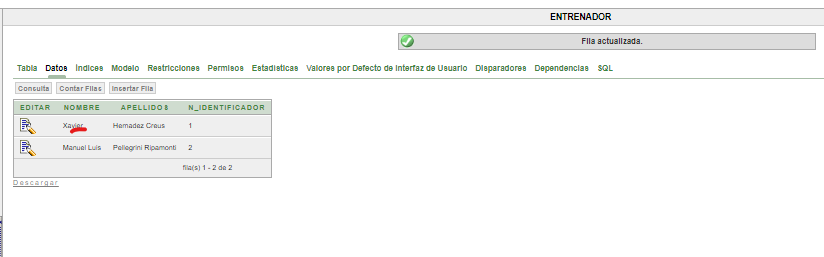 ENTRENADOR
Fila actualizada.
Tabla Datos Índices Modelo Restricciones Permisos Estadísticas Valores por Defecto de Interfaz de Usuario Disparadores Dependencias SQL
Consulta Contar Filas Insertar Fila
EDITAR NOMBRE APELLIDOS N_IDENTIFICADOR
Xavier Hernadez Creus 1
Manuel Luis Pellegrini Ripamonti 2
fila(s) 1 - 2 de 2
Descargar